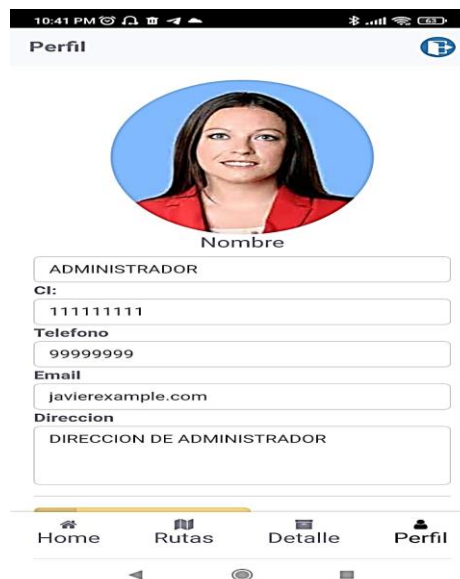 10:41 PM
63
Perfil
Nombre
ADMINISTRADOR
CI:
111111111
Telefono
99999999
Email
javierexample.com
Direccion
DIRECCION DE ADMINISTRADOR
Home Rutas Detalle Perfil